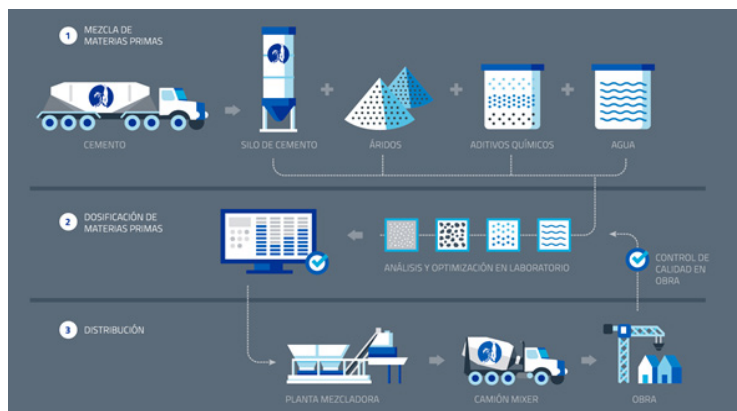 1 MEZCLA DE
MATERIAS PRIMAS
CEMENTO
SILO DE CEMENTO
ÁRIDOS
ADITIVOS QUÍMICOS
AGUA
2 DOSIFICACIÓN DE
MATERIAS PRIMAS
ANÁLISIS Y OPTIMIZACIÓN EN LABORATORIO
CONTROL DE
CALIDAD EN
OBRA
3 DISTRIBUCIÓN
PLANTA MEZCLADORA
CAMIÓN MIXER
OBRA